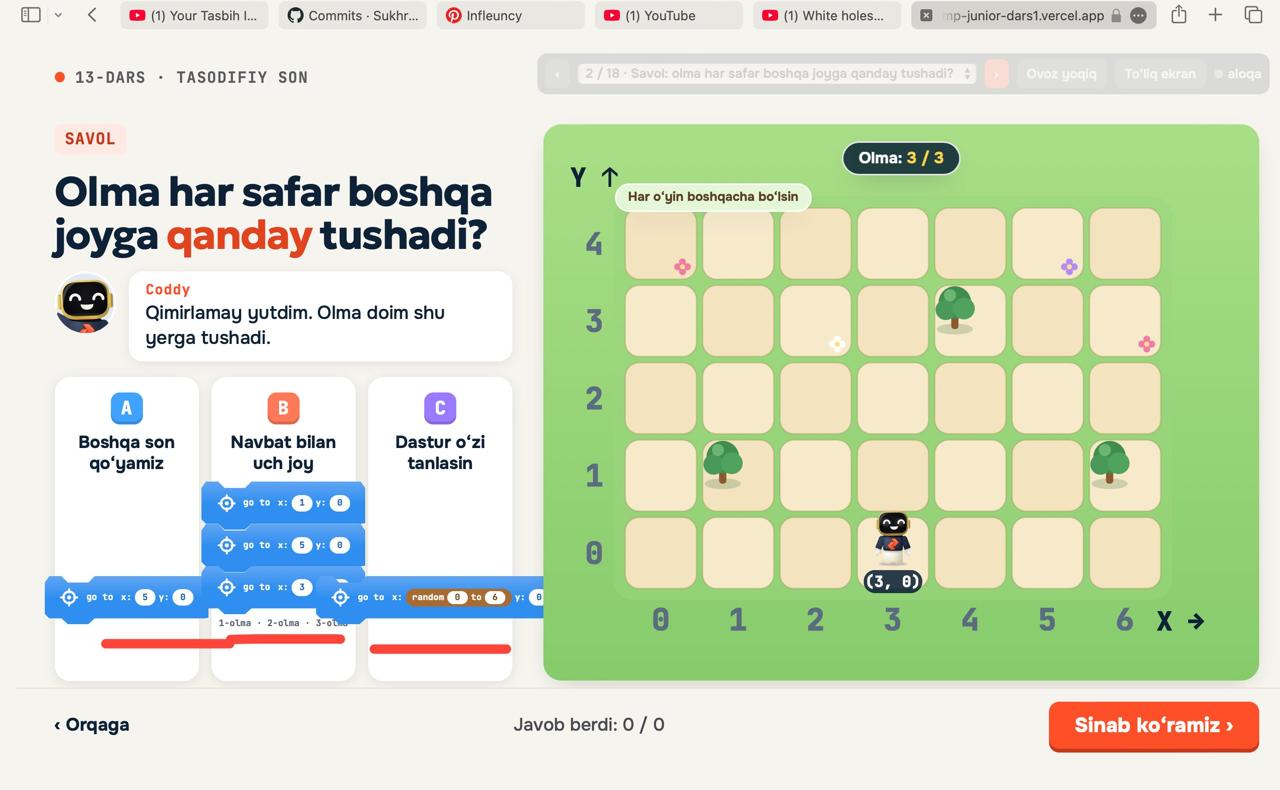 (1) Your Tasbih I...
Commits · Sukhr...
Infleuncy
(1) YouTube
(1) White holes...
mp-junior-dars1.vercel.app
13-DARS · TASODIFIY SON
2 / 18 · Savol: olma har safar boshqa joyga qanday tushadi?
Ovoz yoqiq
To‘liq ekran
aloqa
SAVOL
Olma har safar boshqa
joyga qanday tushadi?
Coddy
Qimirlamay yutdim. Olma doim shu
yerga tushadi.
A
Boshqa son
qo‘yamiz
go to x: 5 y: 0
B
Navbat bilan
uch joy
go to x: 1 y: 0
go to x: 5 y: 0
go to x: 3
1-olma · 2-olma · 3-olma
C
Dastur o‘zi
tanlasin
go to x: random 0 to 6 y: 0
Olma: 3 / 3
Y ↑
Har o‘yin boshqacha bo‘lsin
4
3
2
1
0
(3, 0)
0 1 2 3 4 5 6 X →
‹ Orqaga
Javob berdi: 0 / 0
Sinab ko‘ramiz ›